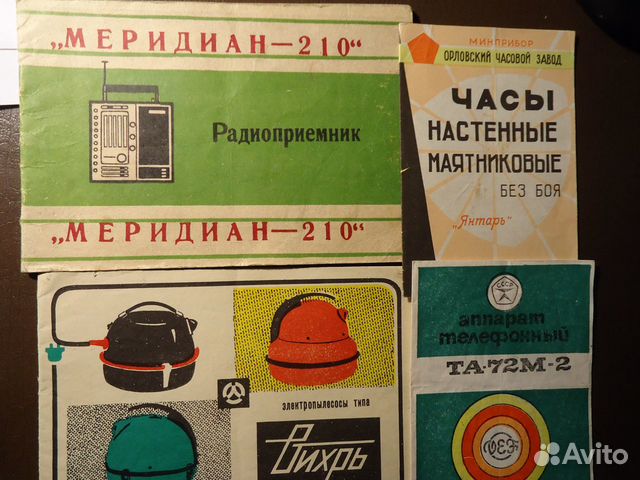 „МЕРИДИАН—210“
Радиоприемник
„МЕРИДИАН—210“
МИНПРИБОР
ОРЛОВСКИЙ ЧАСОВОЙ ЗАВОД
ЧАСЫ
НАСТЕННЫЕ
МАЯТНИКОВЫЕ
БЕЗ БОЯ
„Янтарь“
электропылесосы типа
Вихрь
СССР
аппарат
телефонный
ТА-72М-2
VEF
Avito